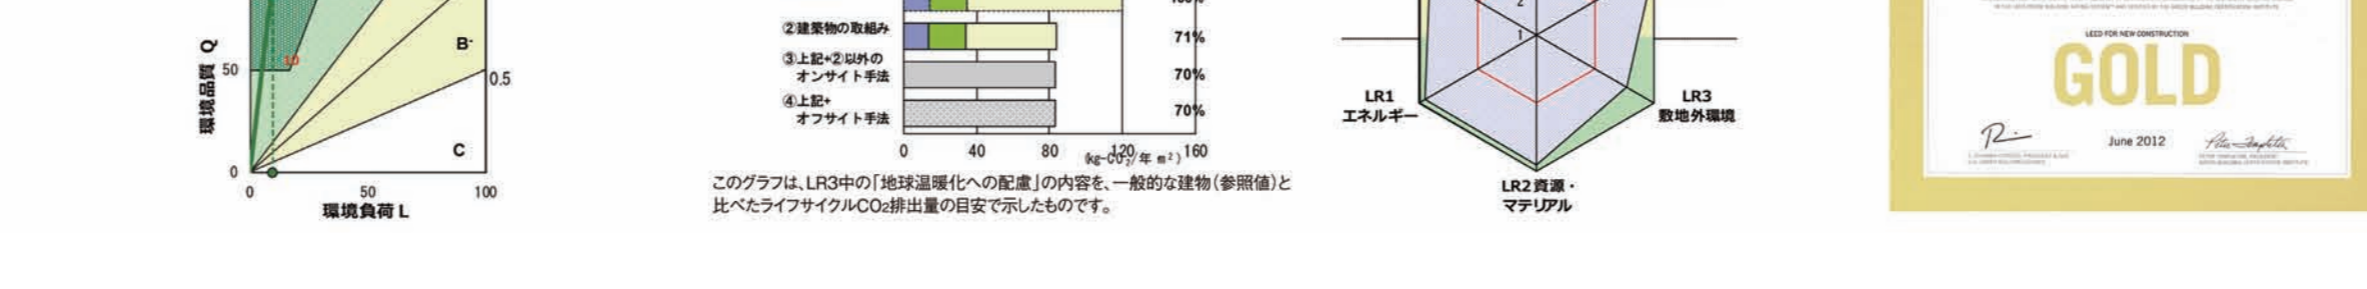 環境品質 Q
50
10
B-
0.5
C
0
0
50
100
環境負荷 L
②建築物の取組み
71%
③上記+②以外の
オンサイト手法
70%
④上記+
オフサイト手法
70%
0
40
80
120
160
(kg-CO2/年 m²)
このグラフは、LR3中の「地球温暖化への配慮」の内容を、一般的な建物(参照値)と
比べたライフサイクルCO2排出量の目安で示したものです。
2
1
LR1
エネルギー
LR3
敷地外環境
LR2 資源・
マテリアル
LEED FOR NEW CONSTRUCTION
GOLD
June 2012